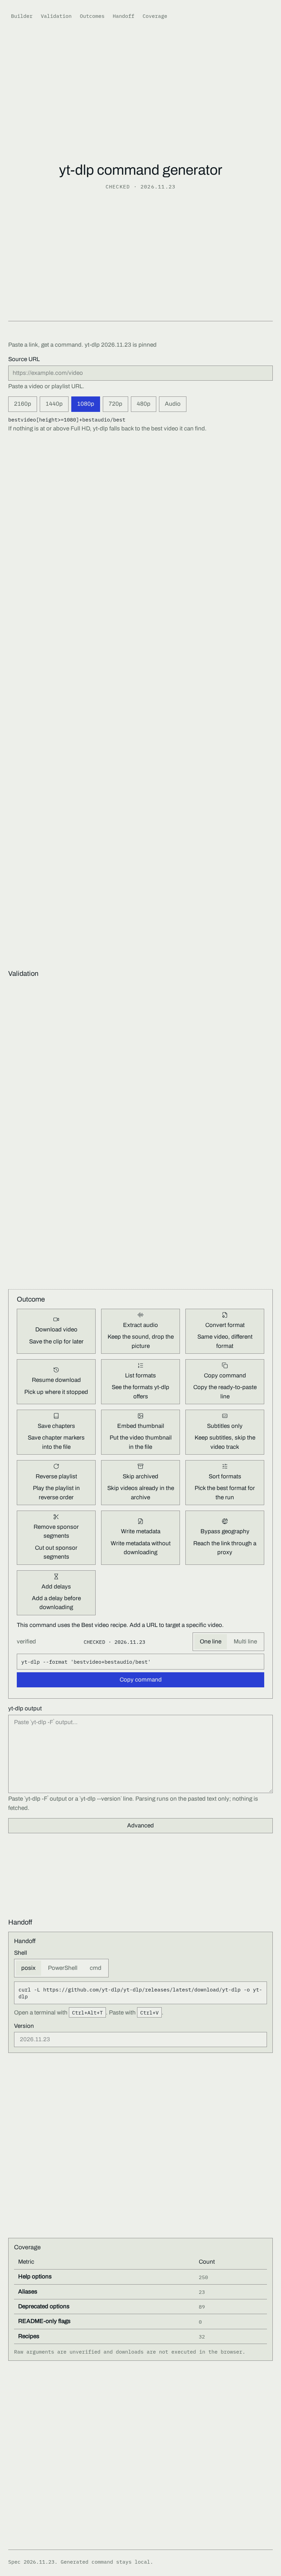 Builder Validation Outcomes Handoff Coverage
yt-dlp command generator
CHECKED · 2026.11.23
Paste a link, get a command. yt-dlp 2026.11.23 is pinned
Source URL
https://example.com/video
Paste a video or playlist URL.
2160p 1440p 1080p 720p 480p Audio
bestvideo[height>=1080]+bestaudio/best
If nothing is at or above Full HD, yt-dlp falls back to the best video it can find.
Validation
Outcome
Download video
Save the clip for later
Extract audio
Keep the sound, drop the
picture
Convert format
Same video, different
format
Resume download
Pick up where it stopped
List formats
See the formats yt-dlp
offers
Copy command
Copy the ready-to-paste
line
Save chapters
Save chapter markers
into the file
Embed thumbnail
Put the video thumbnail
in the file
Subtitles only
Keep subtitles, skip the
video track
Reverse playlist
Play the playlist in
reverse order
Skip archived
Skip videos already in the
archive
Sort formats
Pick the best format for
the run
Remove sponsor
segments
Cut out sponsor
segments
Write metadata
Write metadata without
downloading
Bypass geography
Reach the link through a
proxy
Add delays
Add a delay before
downloading
This command uses the Best video recipe. Add a URL to target a specific video.
verified CHECKED · 2026.11.23 One line Multi line
yt-dlp --format 'bestvideo+bestaudio/best'
Copy command
yt-dlp output
Paste `yt-dlp -F` output...
Paste `yt-dlp -F` output or a `yt-dlp --version` line. Parsing runs on the pasted text only; nothing is
fetched.
Advanced
Handoff
Handoff
Shell
posix PowerShell cmd
curl -L https://github.com/yt-dlp/yt-dlp/releases/latest/download/yt-dlp -o yt-
dlp
Open a terminal with Ctrl+Alt+T Paste with Ctrl+V
Version
2026.11.23
Coverage
Metric Count
Help options
Aliases 23
Deprecated options 89
README-only flags
Recipes 32
Raw arguments are unverified and downloads are not executed in the browser.
Spec 2026.11.23. Generated command stays local.